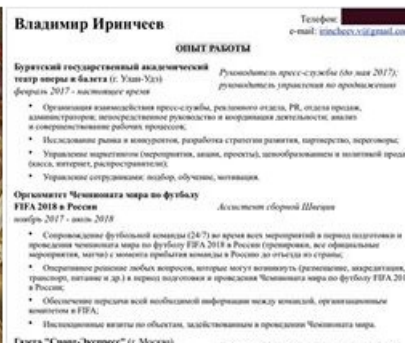 Владимир Иринчеев
Телефон:
e-mail: irincheev.v@gmail.com
ОПЫТ РАБОТЫ
Бурятский государственный академический
театр оперы и балета (г. Улан-Удэ)
февраль 2017 - настоящее время
Руководитель пресс-службы (до мая 2017);
руководитель управления по продвижению
• Организация взаимодействия пресс-службы, рекламного отдела, PR, отдела продаж,
администраторов; непосредственное руководство и координация деятельности; анализ
и совершенствование рабочих процессов;
• Исследование рынка и конкурентов, разработка стратегии развития, партнерство, переговоры;
• Управление маркетингом (мероприятия, акции, проекты), ценообразованием и политикой продаж
(касса, интернет, распространители);
• Управление сотрудниками: подбор, обучение, мотивация.
Оргкомитет Чемпионата мира по футболу
FIFA 2018 в России
ноябрь 2017 - июль 2018
Ассистент сборной Швеции
• Сопровождение футбольной команды (24/7) во время всех мероприятий в период подготовки и
проведения чемпионата мира по футболу FIFA 2018 в России (тренировки, все официальные
мероприятия, матчи) с момента прибытия команды в Россию до отъезда из страны;
• Оперативное решение любых вопросов, которые могут возникнуть (размещение, аккредитация,
транспорт, питание и др.) в период подготовки и проведения Чемпионата мира по футболу FIFA 2018
в России;
• Обеспечение передачи всей необходимой информации между командой, организационным
комитетом и FIFA;
• Инспекционные визиты по объектам, задействованным в проведении Чемпионата мира.
Газета "Спорт-Экспресс" (г. Москва)